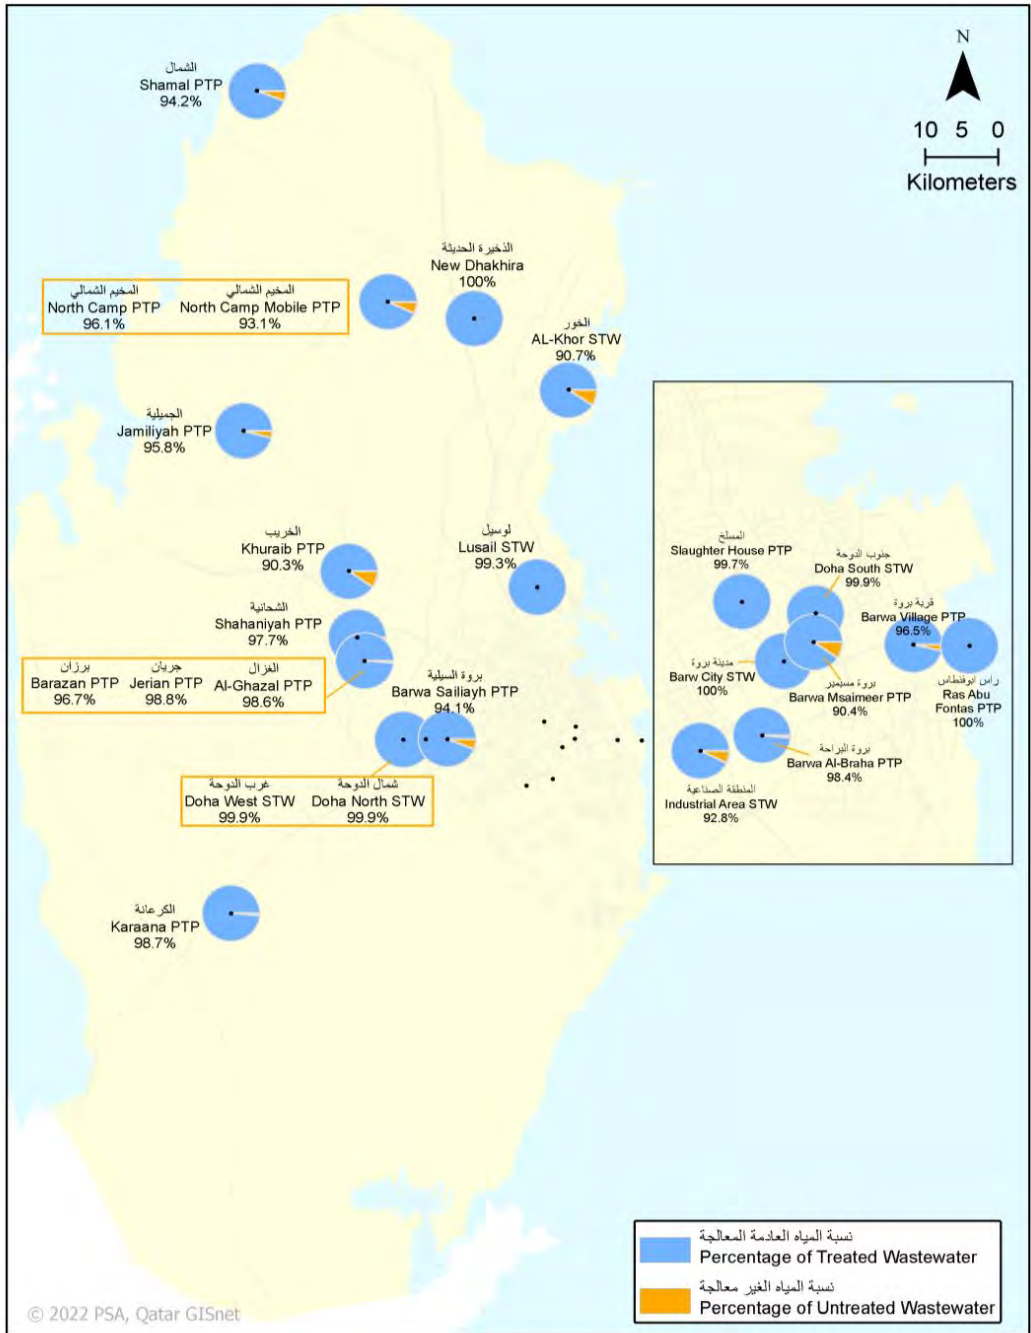 الشمال
Shamal PTP
94.2%
N
10 5 0
Kilometers
الذخيرة الحديثة
New Dhakhira
100%
المخيم الشمالي
North Camp PTP
96.1%
المخيم الشمالي
North Camp Mobile PTP
93.1%
الخور
AL-Khor STW
90.7%
الجميلية
Jamiliyah PTP
95.8%
الخريب
Khuraib PTP
90.3%
لوسيل
Lusail STW
99.3%
الشحانية
Shahaniyah PTP
97.7%
برزان
Barazan PTP
96.7%
جريان
Jerian PTP
98.8%
الغزال
Al-Ghazal PTP
98.6%
بروة السيلية
Barwa Sailiayh PTP
94.1%
غرب الدوحة
Doha West STW
99.9%
شمال الدوحة
Doha North STW
99.9%
الكرعانة
Karaana PTP
98.7%
المسلخ
Slaughter House PTP
99.7%
جنوب الدوحة
Doha South STW
99.9%
قرية بروة
Barwa Village PTP
96.5%
مدينة بروة
Barw City STW
100%
بروة مسيمير
Barwa Msaimeer PTP
90.4%
راس ابوفنطاس
Ras Abu
Fontas PTP
100%
بروة البراحة
Barwa Al-Braha PTP
98.4%
المنطقة الصناعية
Industrial Area STW
92.8%
نسبة المياه العادمة المعالجة
Percentage of Treated Wastewater
نسبة المياه الغير معالجة
Percentage of Untreated Wastewater
© 2022 PSA, Qatar GISnet